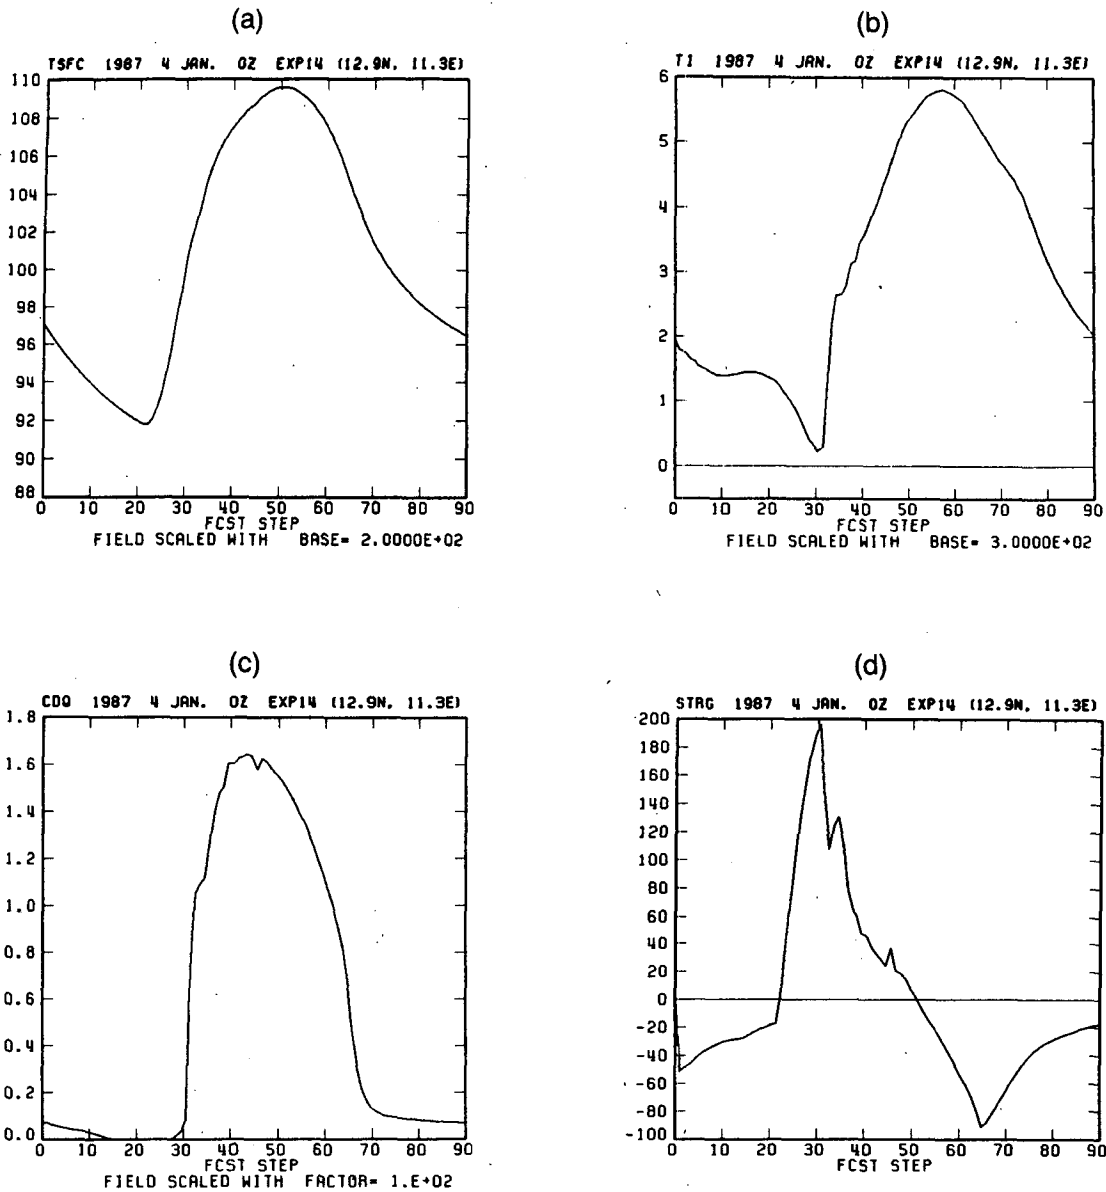 (a)
TSFC 1987 4 JAN. 0Z EXP14 (12.9N, 11.3E)
110
108
106
104
102
100
98
96
94
92
90
88
0 10 20 30 40 50 60 70 80 90
FCST STEP
FIELD SCALED WITH BASE= 2.0000E+02
(b)
T1 1987 4 JAN. 0Z EXP14 (12.9N, 11.3E)
6
5
4
3
2
1
0
0 10 20 30 40 50 60 70 80 90
FCST STEP
FIELD SCALED WITH BASE= 3.0000E+02
(c)
CDQ 1987 4 JAN. 0Z EXP14 (12.9N, 11.3E)
1.8
1.6
1.4
1.2
1.0
0.8
0.6
0.4
0.2
0.0
0 10 20 30 40 50 60 70 80 90
FCST STEP
FIELD SCALED WITH FACTOR= 1.E+02
(d)
STRG 1987 4 JAN. 0Z EXP14 (12.9N, 11.3E)
200
180
160
140
120
100
80
60
40
20
0
-20
-40
-60
-80
-100
0 10 20 30 40 50 60 70 80 90
FCST STEP